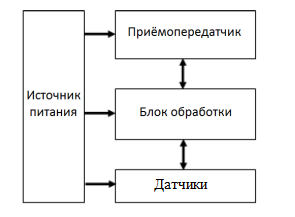 Приёмопередатчик
Источник
питания
Блок обработки
Датчики